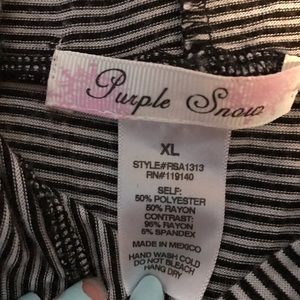 Purple Snow
XL
STYLE#RSA1313
RN#119140
SELF:
50% POLYESTER
50% RAYON
CONTRAST:
95% RAYON
5% SPANDEX
MADE IN MEXICO
HAND WASH COLD
DO NOT BLEACH
HANG DRY